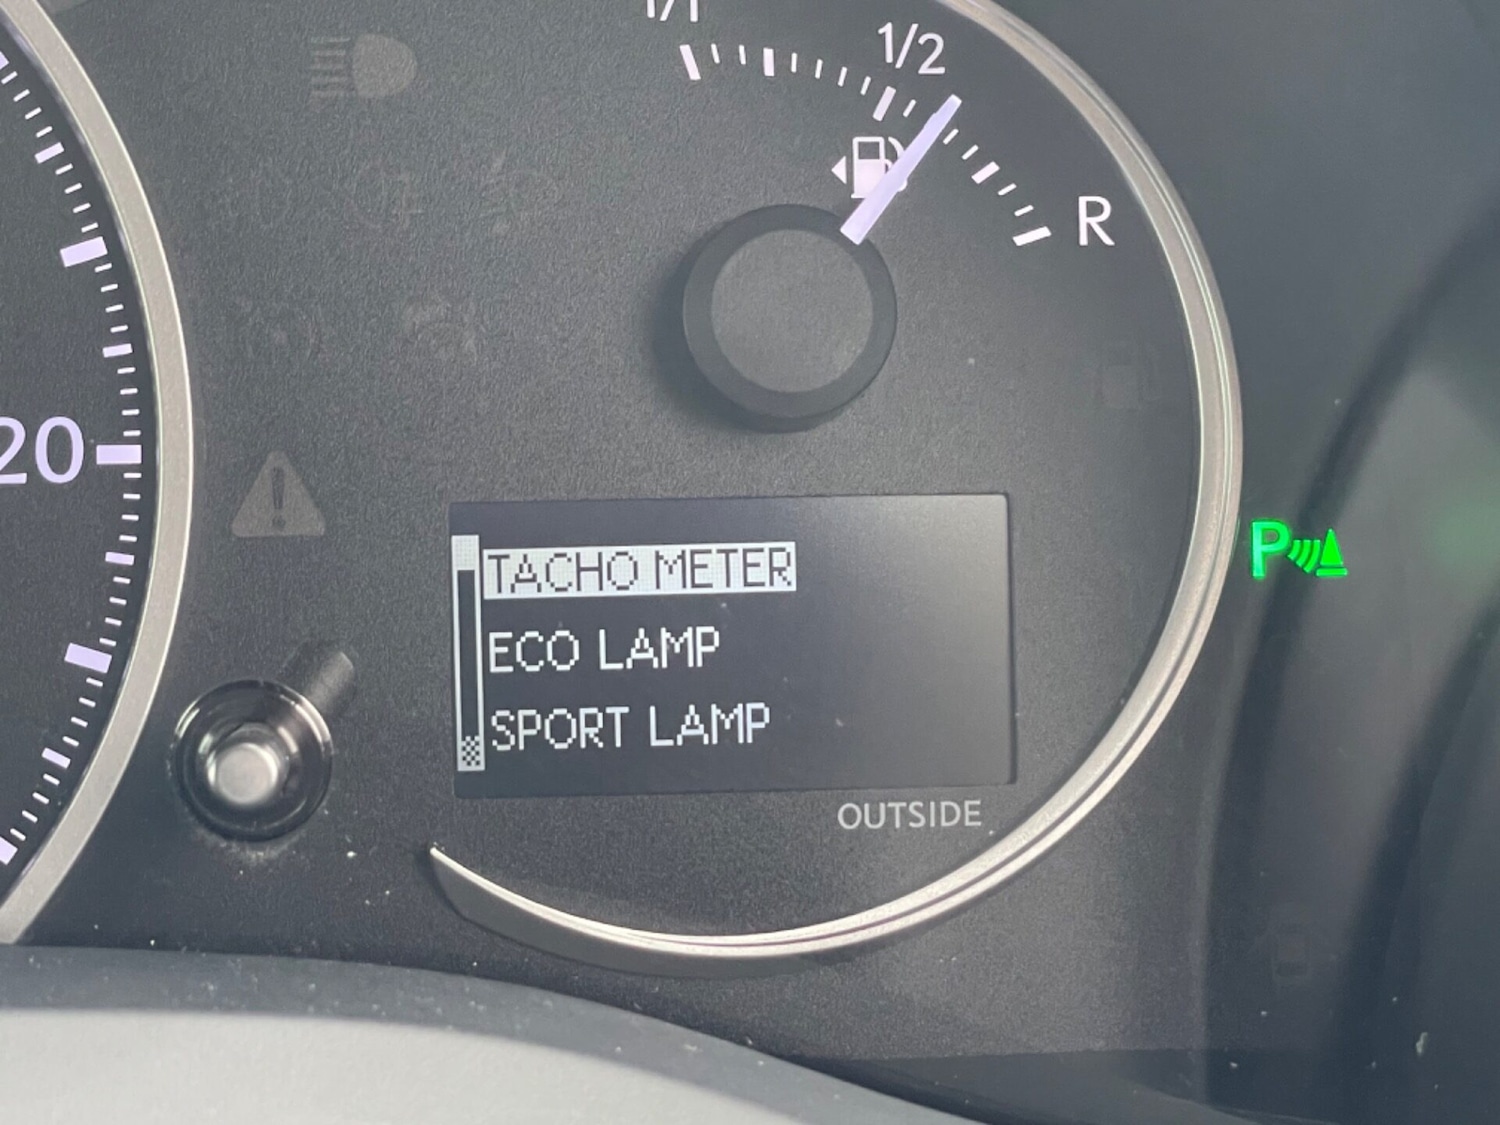 1/1
1/2
R
20
TACHO METER
ECO LAMP
SPORT LAMP
OUTSIDE
P